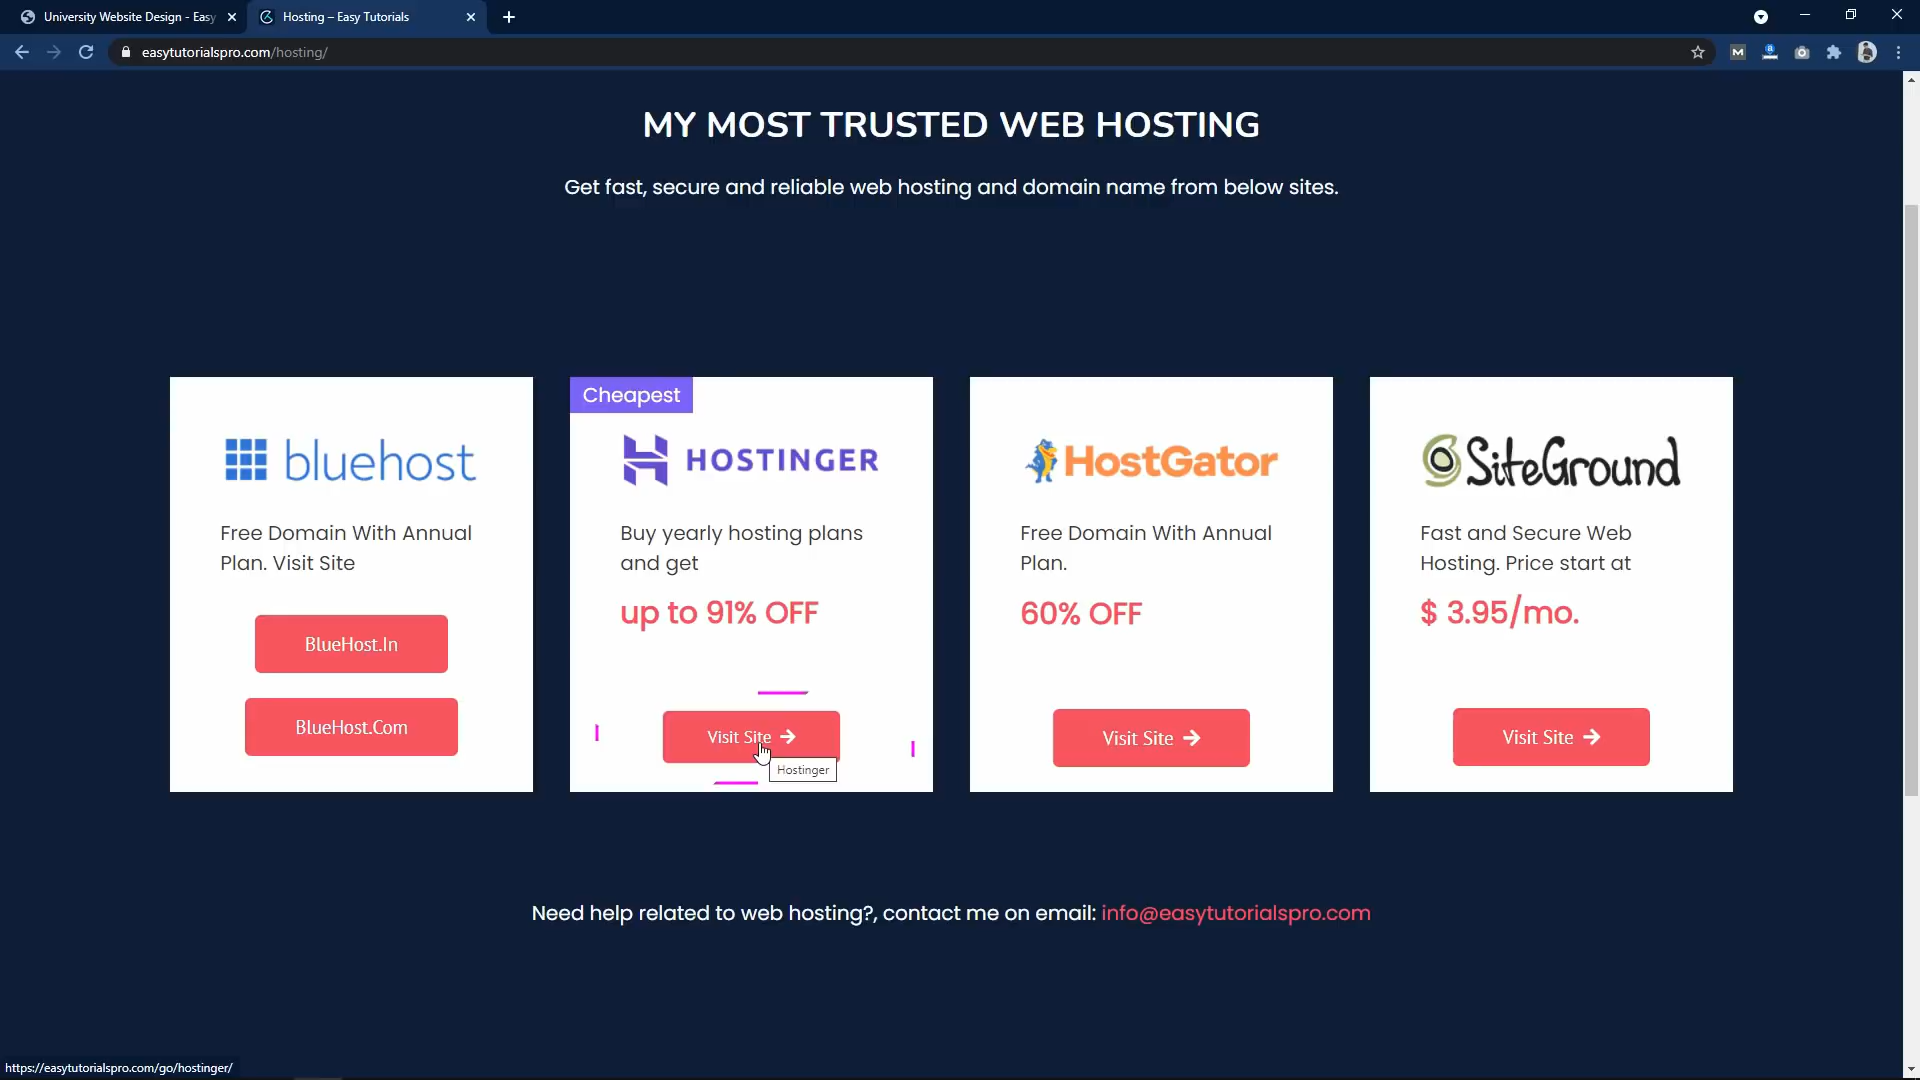 University Website Design - Easy
Hosting – Easy Tutorials
easytutorialspro.com/hosting/
MY MOST TRUSTED WEB HOSTING
Get fast, secure and reliable web hosting and domain name from below sites.
bluehost
Free Domain With Annual
Plan. Visit Site
BlueHost.In
BlueHost.Com
Cheapest
HOSTINGER
Buy yearly hosting plans
and get
up to 91% OFF
Visit Site
Hostinger
HostGator
Free Domain With Annual
Plan.
60% OFF
Visit Site
SiteGround
Fast and Secure Web
Hosting. Price start at
$ 3.95/mo.
Visit Site
Need help related to web hosting?, contact me on email: info@easytutorialspro.com
https://easytutorialspro.com/go/hostinger/